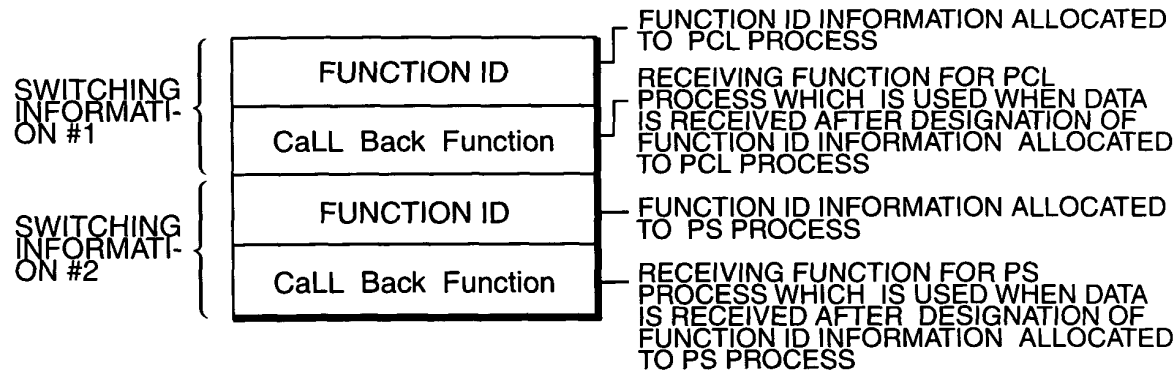 FUNCTION ID INFORMATION ALLOCATED
TO PCL PROCESS
FUNCTION ID
SWITCHING
INFORMATI-
ON #1
RECEIVING FUNCTION FOR PCL
PROCESS WHICH IS USED WHEN DATA
IS RECEIVED AFTER DESIGNATION OF
FUNCTION ID INFORMATION ALLOCATED
TO PCL PROCESS
CaLL Back Function
FUNCTION ID
FUNCTION ID INFORMATION ALLOCATED
TO PS PROCESS
SWITCHING
INFORMATI-
ON #2
CaLL Back Function
RECEIVING FUNCTION FOR PS
PROCESS WHICH IS USED WHEN DATA
IS RECEIVED AFTER DESIGNATION OF
FUNCTION ID INFORMATION ALLOCATED
TO PS PROCESS